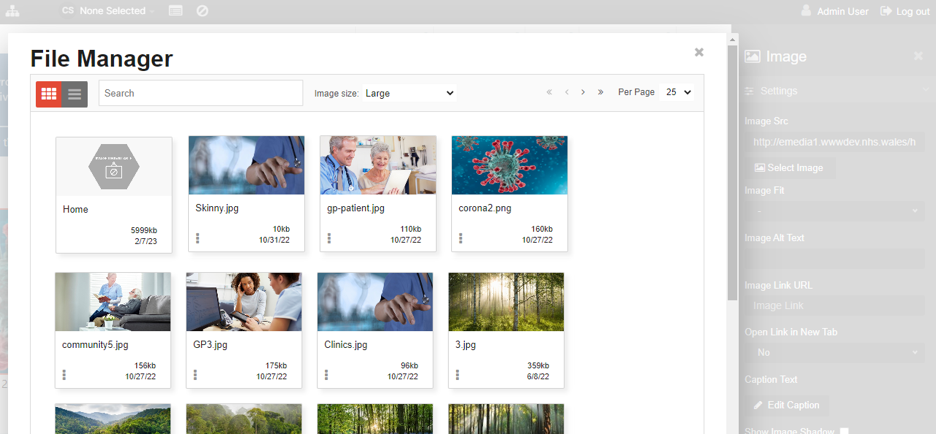 CS None Selected
Admin User
Log out
File Manager
Search
Image size: Large
Per Page 25
Home
5999kb
2/7/23
Skinny.jpg
10kb
10/31/22
gp-patient.jpg
110kb
10/27/22
corona2.png
160kb
10/27/22
community5.jpg
156kb
10/27/22
GP3.jpg
175kb
10/27/22
Clinics.jpg
96kb
10/27/22
3.jpg
359kb
6/8/22
Image
Settings
Image Src
http://emedia1.wwwdev.nhs.wales/h
Select Image
Image Fit
-
Image Alt Text
Image Link URL
Image Link
Open Link in New Tab
No
Caption Text
Edit Caption
Show Image Shadow